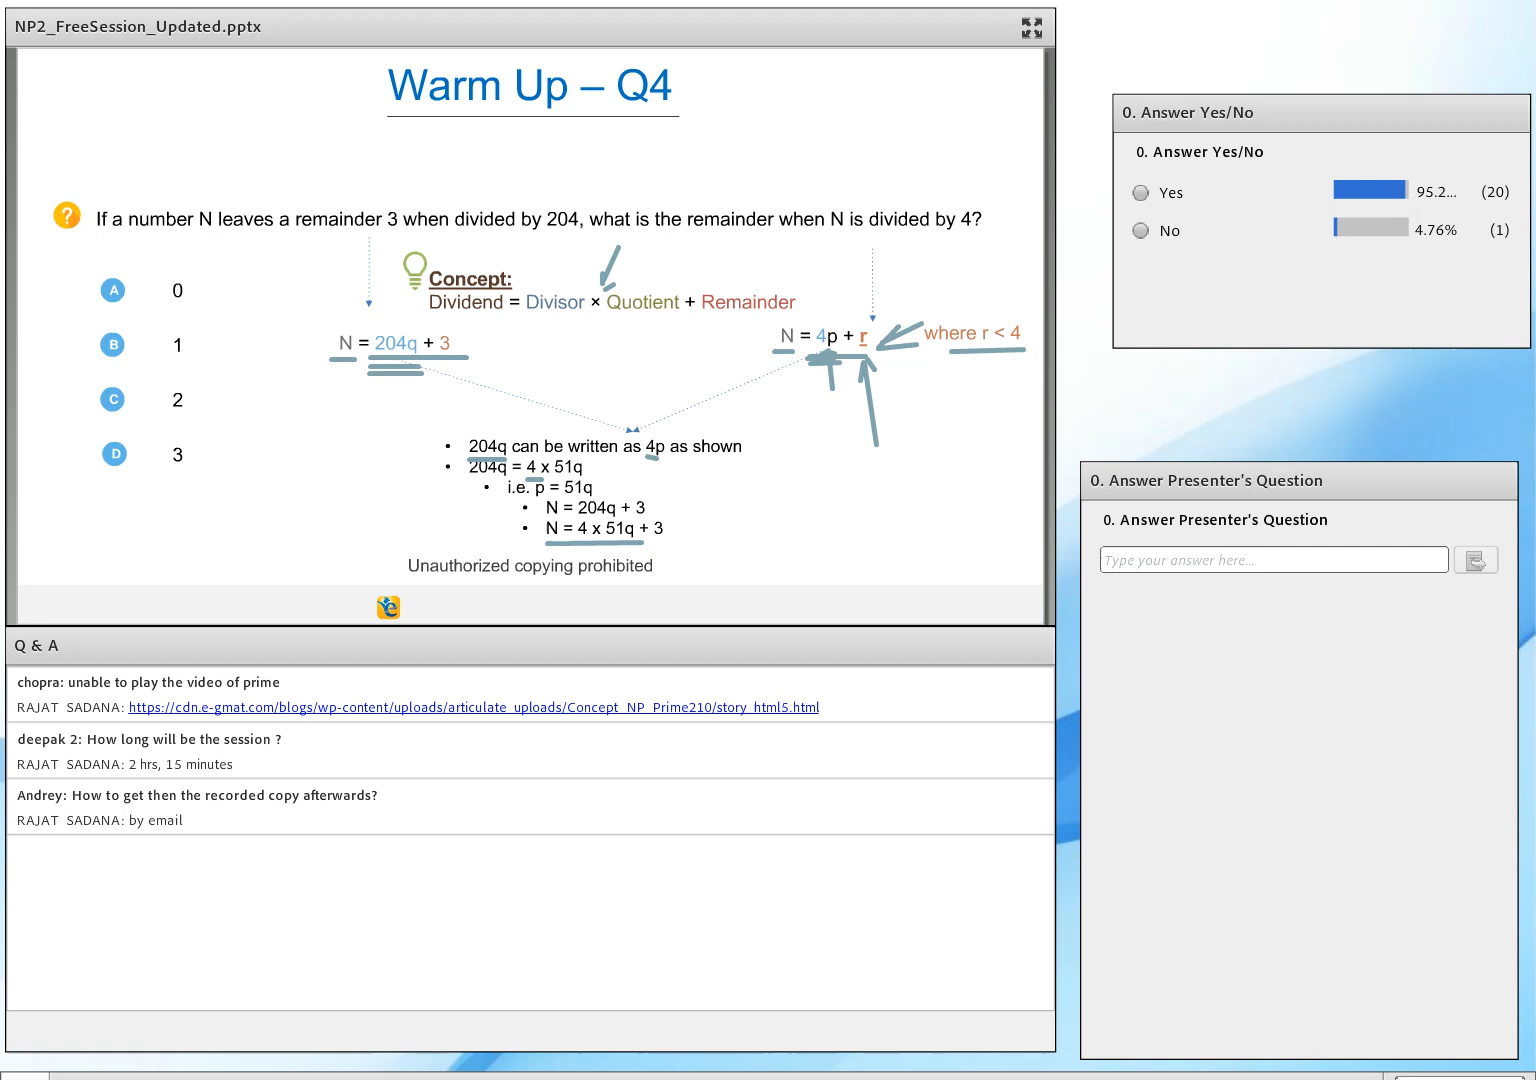 NP2_FreeSession_Updated.pptx
Warm Up – Q4
? If a number N leaves a remainder 3 when divided by 204, what is the remainder when N is divided by 4?
A 0
B 1
C 2
D 3
Concept:
Dividend = Divisor × Quotient + Remainder
N = 204q + 3
N = 4p + r where r < 4
• 204q can be written as 4p as shown
• 204q = 4 x 51q
• i.e. p = 51q
• N = 204q + 3
• N = 4 x 51q + 3
Unauthorized copying prohibited
e
Q & A
chopra: unable to play the video of prime
RAJAT SADANA: https://cdn.e-gmat.com/blogs/wp-content/uploads/articulate_uploads/Concept_NP_Prime210/story_html5.html
deepak 2: How long will be the session ?
RAJAT SADANA: 2 hrs, 15 minutes
Andrey: How to get then the recorded copy afterwards?
RAJAT SADANA: by email
0. Answer Yes/No
0. Answer Yes/No
Yes 95.2... (20)
No 4.76% (1)
0. Answer Presenter's Question
0. Answer Presenter's Question
Type your answer here...